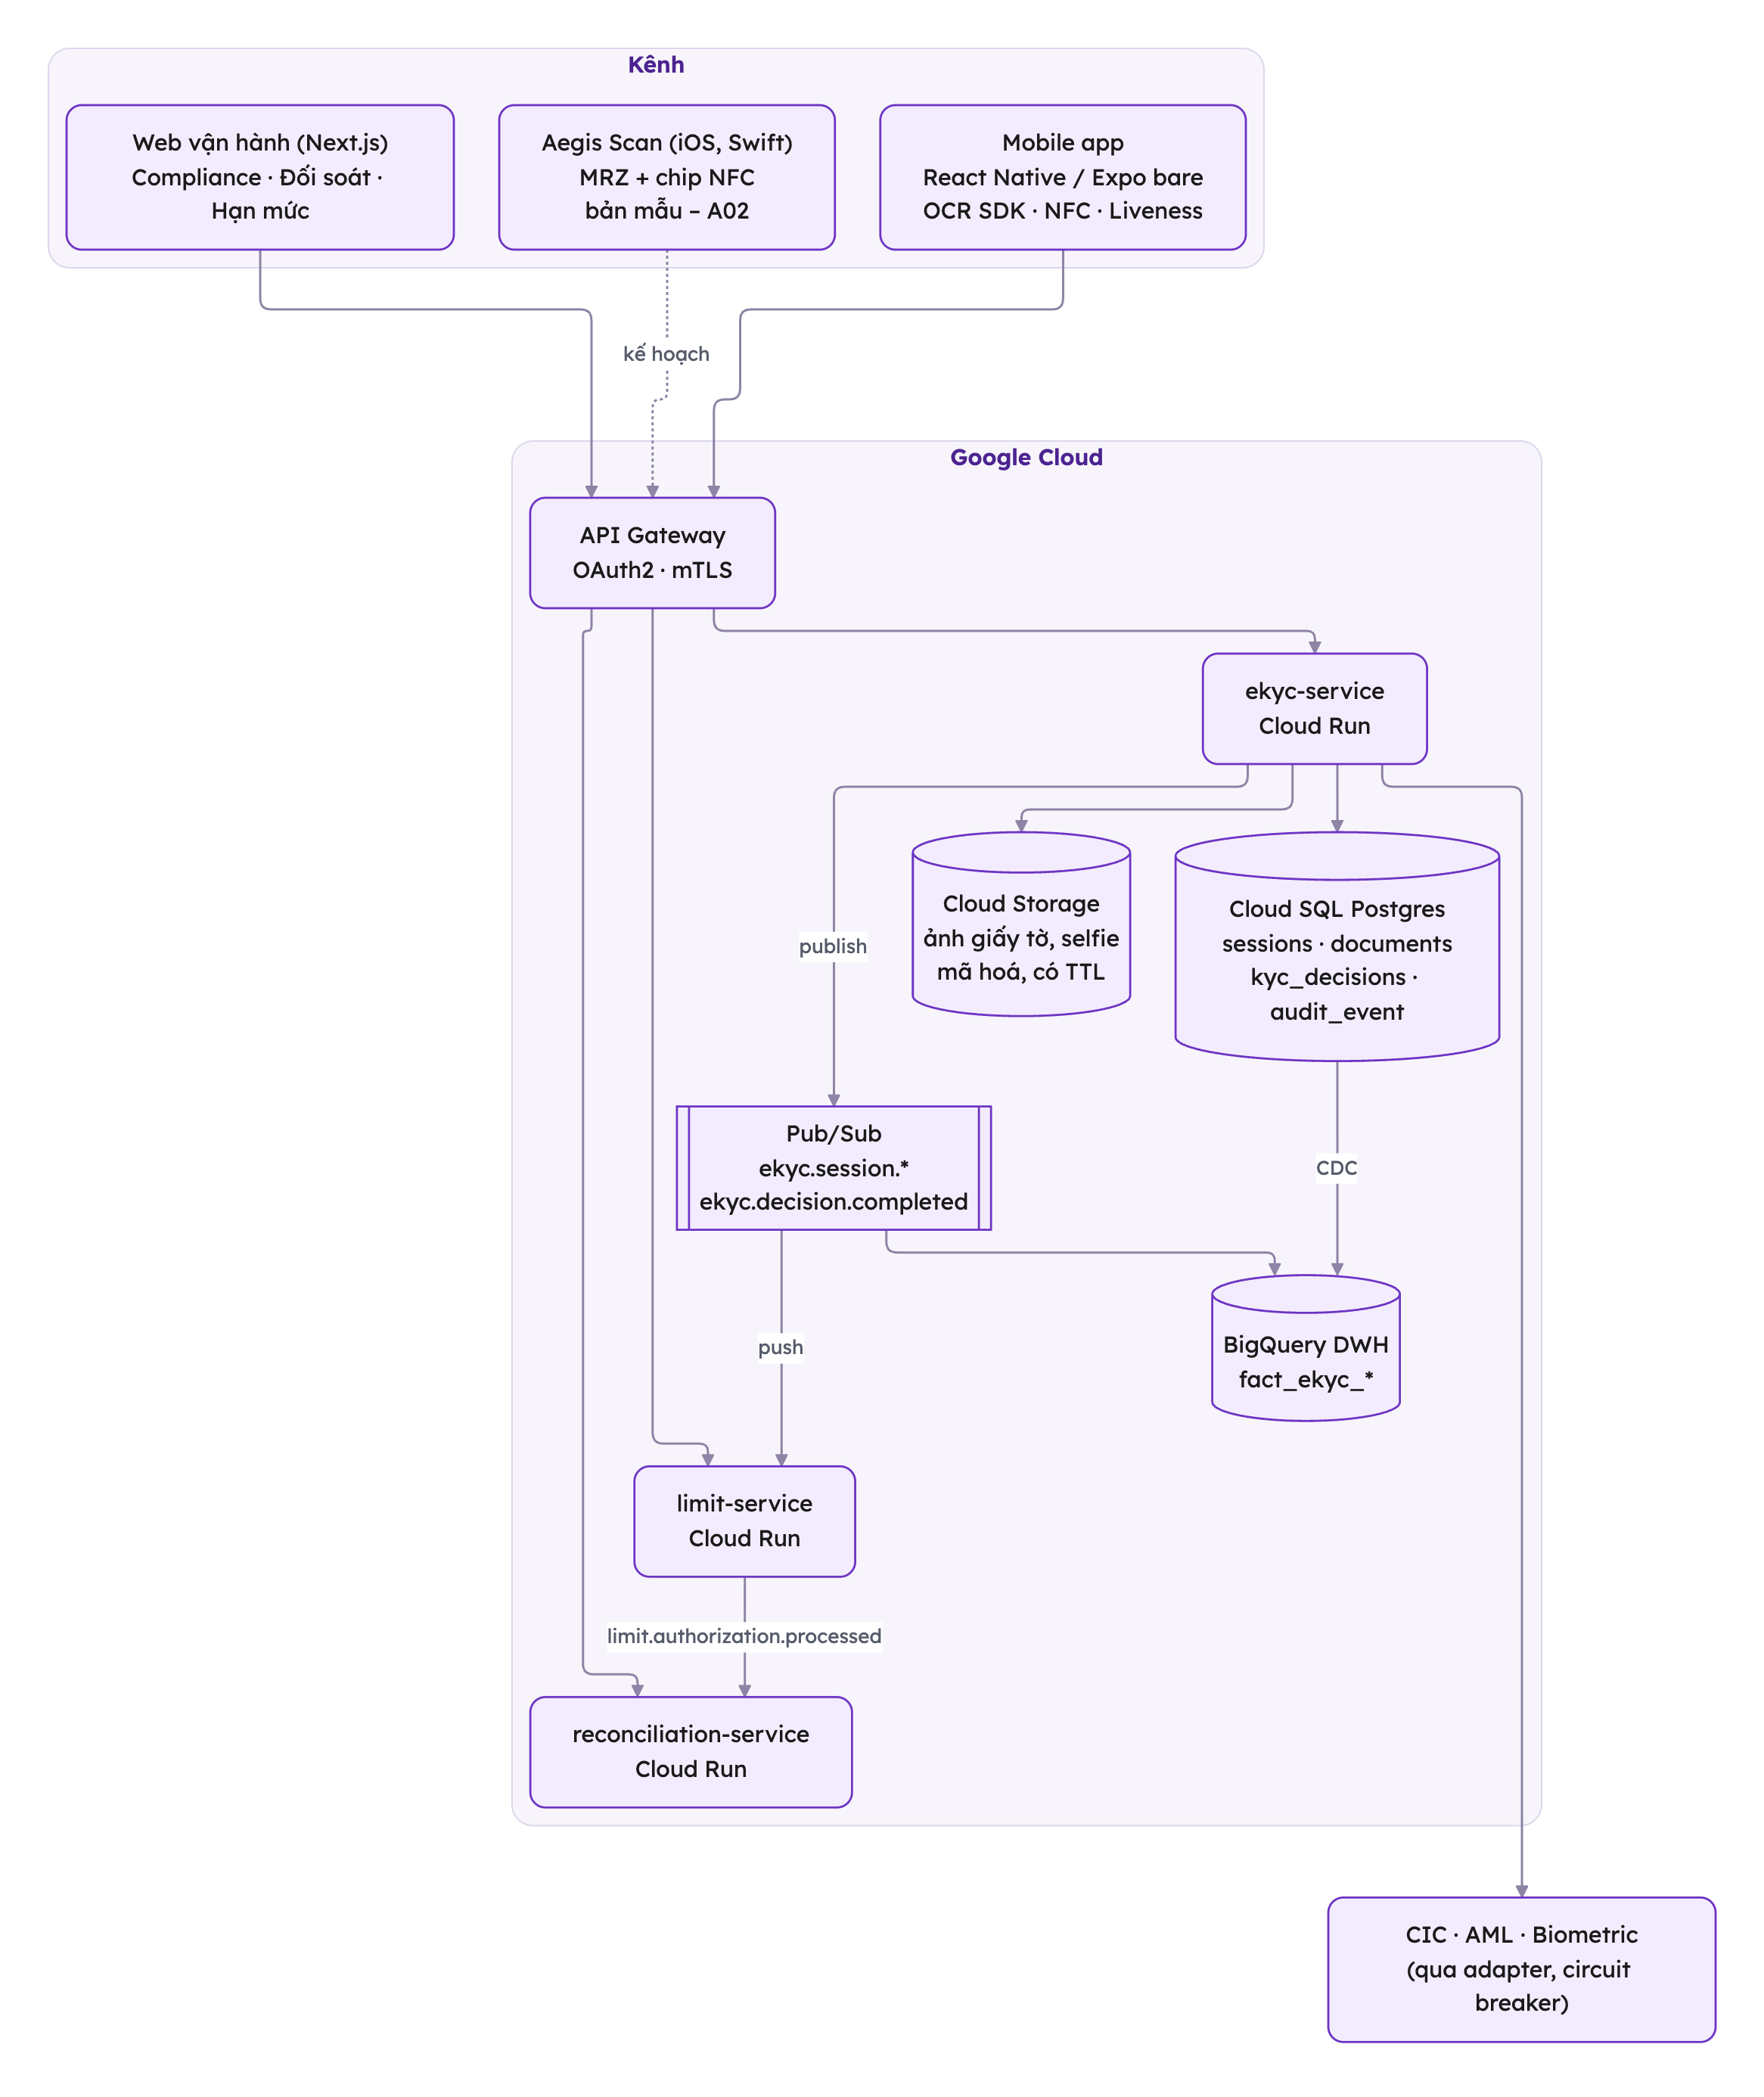 Kênh
Web vận hành (Next.js)
Compliance · Đối soát ·
Hạn mức
Aegis Scan (iOS, Swift)
MRZ + chip NFC
bản mẫu – A02
Mobile app
React Native / Expo bare
OCR SDK · NFC · Liveness
kế hoạch
Google Cloud
API Gateway
OAuth2 · mTLS
ekyc-service
Cloud Run
publish
Cloud Storage
ảnh giấy tờ, selfie
mã hoá, có TTL
Cloud SQL Postgres
sessions · documents
kyc_decisions ·
audit_event
Pub/Sub
ekyc.session.*
ekyc.decision.completed
CDC
push
BigQuery DWH
fact_ekyc_*
limit-service
Cloud Run
limit.authorization.processed
reconciliation-service
Cloud Run
CIC · AML · Biometric
(qua adapter, circuit
breaker)